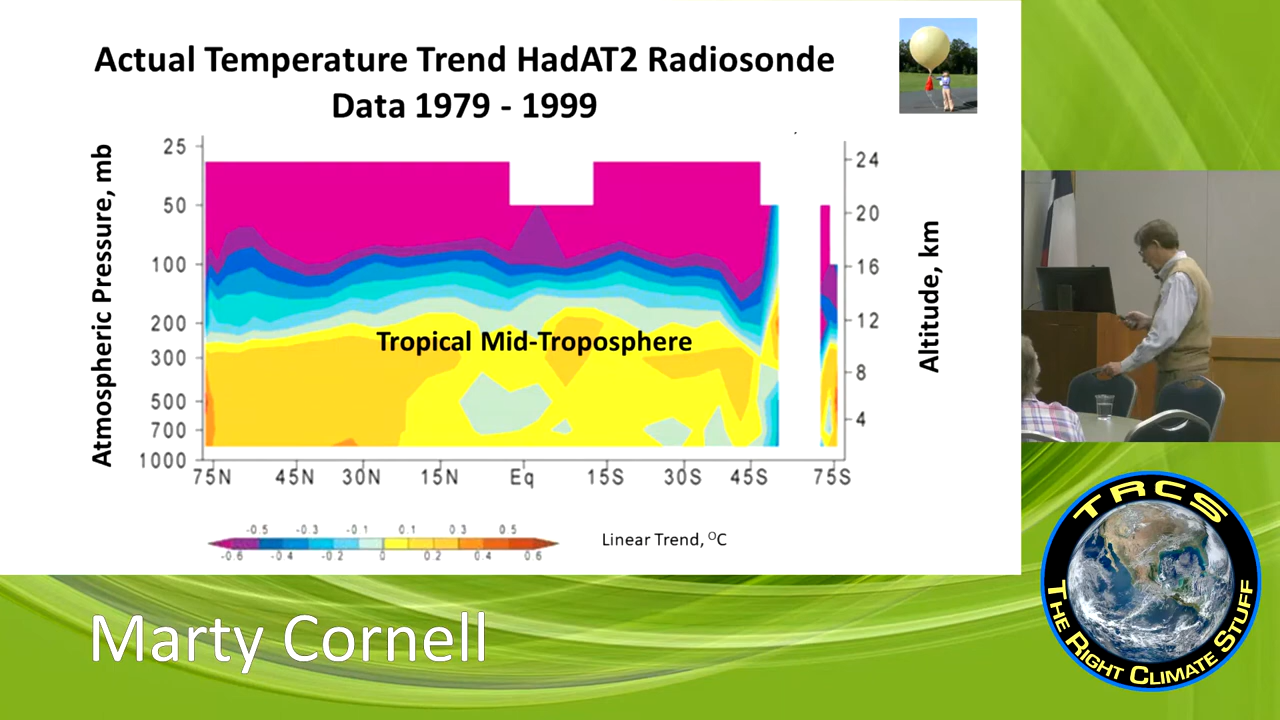 Actual Temperature Trend HadAT2 Radiosonde
Data 1979 - 1999
Atmospheric Pressure, mb
25
50
100
200
300
500
700
1000
Tropical Mid-Troposphere
24
20
16
12
8
4
Altitude, km
75N 45N 30N 15N Eq 15S 30S 45S 75S
-0.5 -0.3 -0.1 0.1 0.3 0.5
-0.6 -0.4 -0.2 0 0.2 0.4 0.6
Linear Trend, ᴼC
Marty Cornell
TRCS
THE RIGHT CLIMATE STUFF